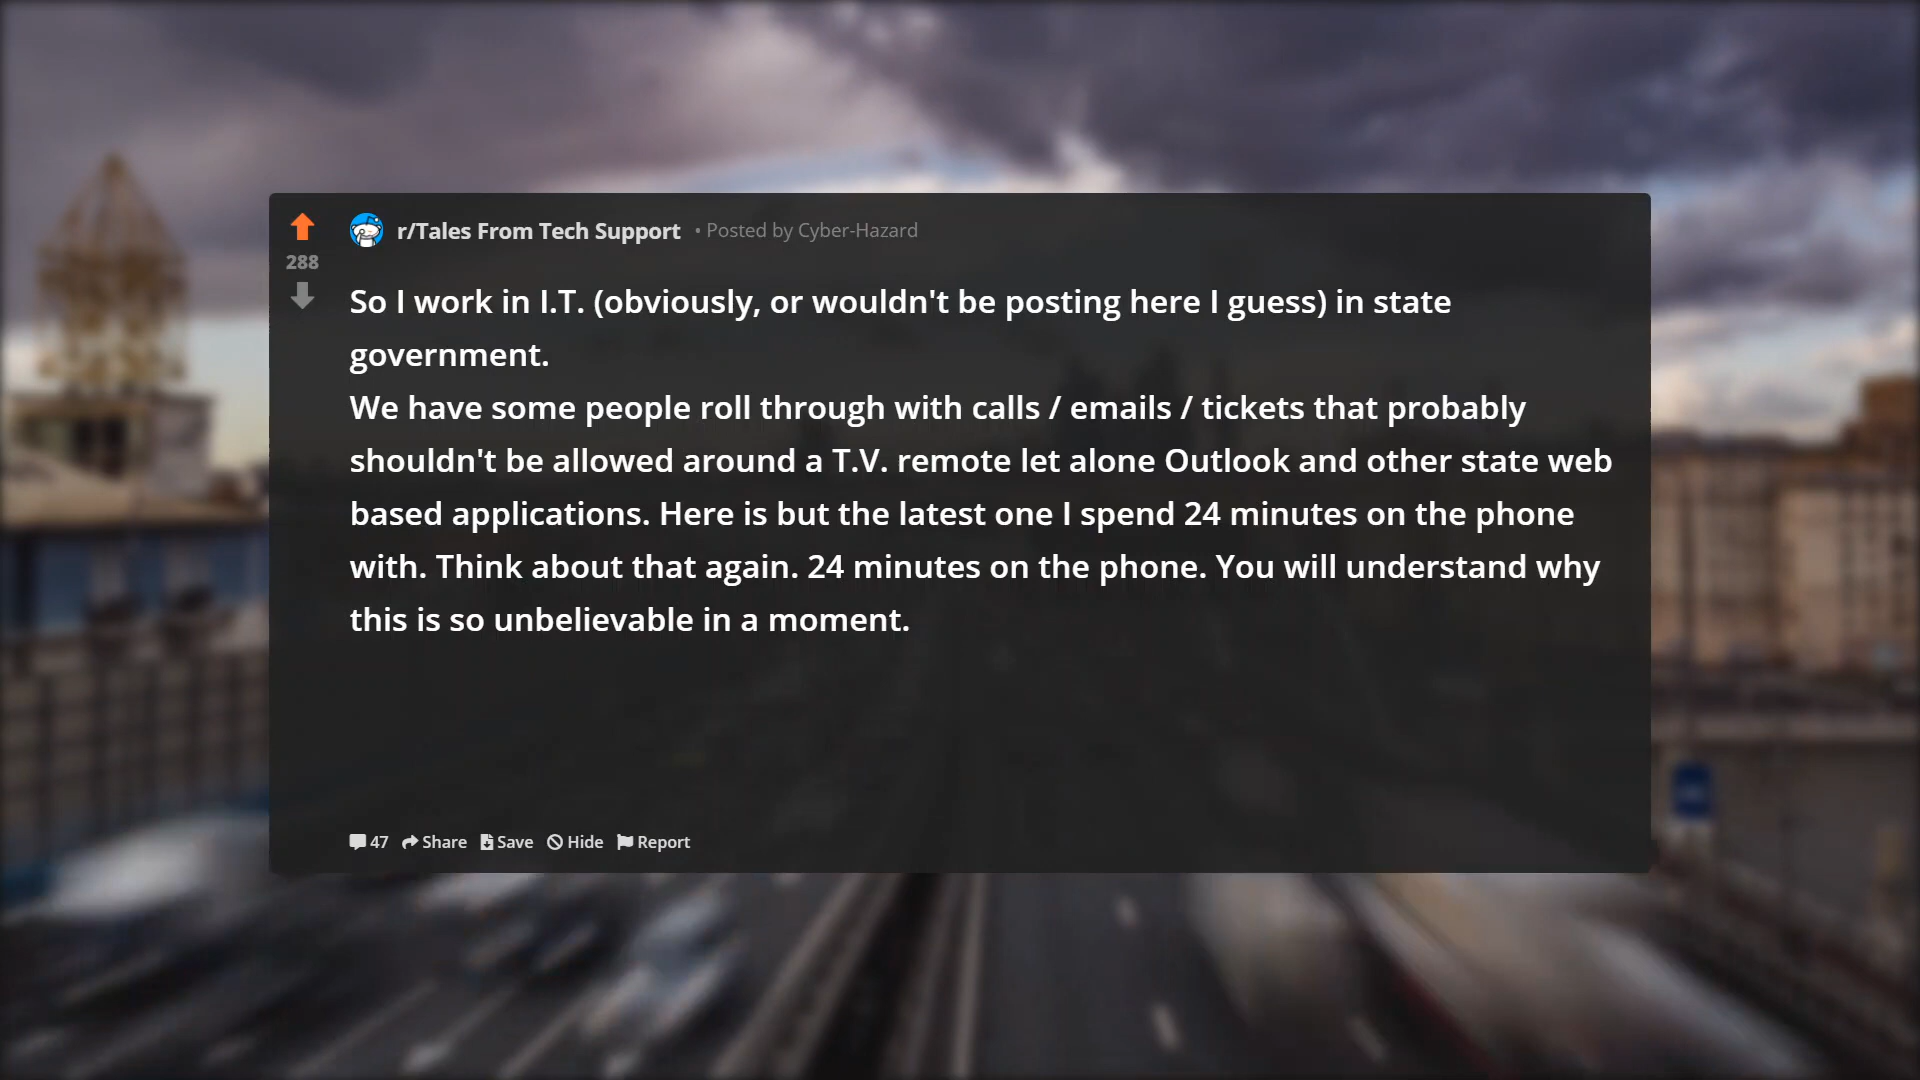 r/Tales From Tech Support • Posted by Cyber-Hazard
288
So I work in I.T. (obviously, or wouldn't be posting here I guess) in state
government.
We have some people roll through with calls / emails / tickets that probably
shouldn't be allowed around a T.V. remote let alone Outlook and other state web
based applications. Here is but the latest one I spend 24 minutes on the phone
with. Think about that again. 24 minutes on the phone. You will understand why
this is so unbelievable in a moment.
47 Share Save Hide Report